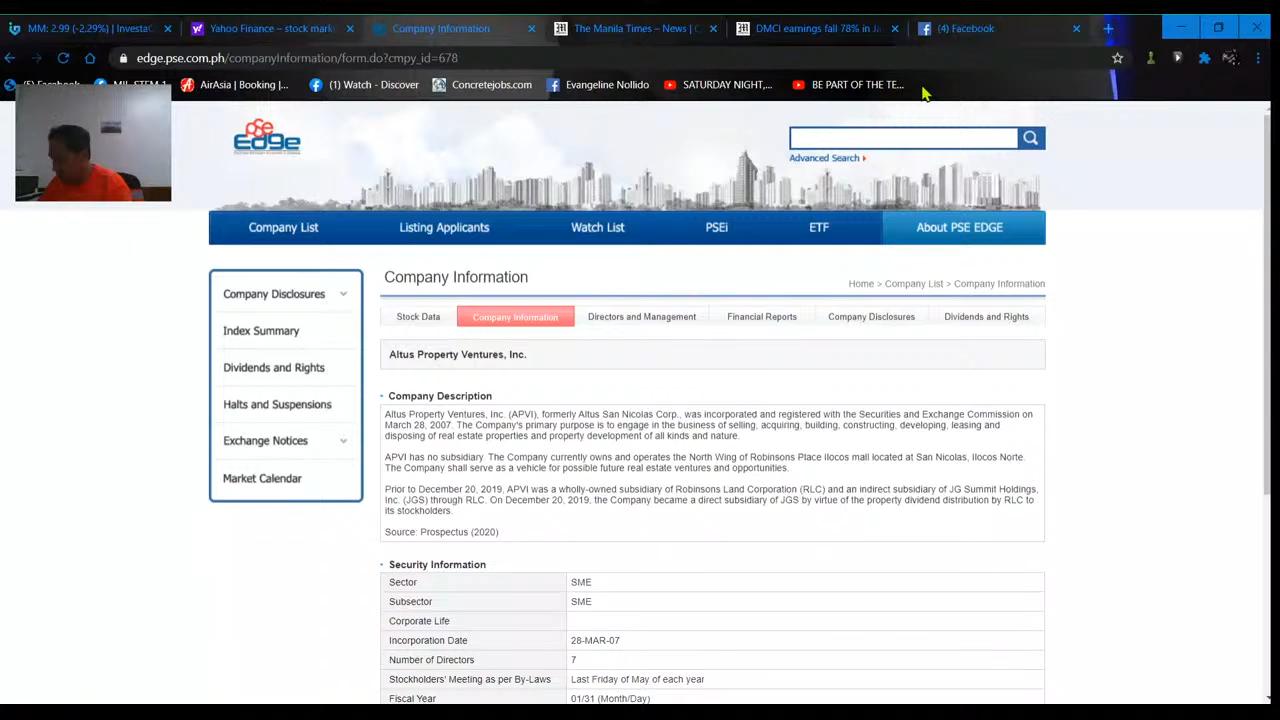 MM: 2.99 (-2.29%) | Investa
Yahoo Finance – stock mark
Company Information
The Manila Times – News | C
DMCI earnings fall 78% in Ja
(4) Facebook
edge.pse.com.ph/companyInformation/form.do?cmpy_id=678
(5) Facebook
MIL STEM 1
AirAsia | Booking |...
(1) Watch - Discover
Concretejobs.com
Evangeline Nollido
SATURDAY NIGHT,...
BE PART OF THE TE...
PSE
Edge
Advanced Search
Company List
Listing Applicants
Watch List
PSEi
ETF
About PSE EDGE
Company Disclosures
Index Summary
Dividends and Rights
Halts and Suspensions
Exchange Notices
Market Calendar
Company Information
Home > Company List > Company Information
Stock Data
Company Information
Directors and Management
Financial Reports
Company Disclosures
Dividends and Rights
Altus Property Ventures, Inc.
Company Description
Altus Property Ventures, Inc. (APVI), formerly Altus San Nicolas Corp., was incorporated and registered with the Securities and Exchange Commission on
March 28, 2007. The Company's primary purpose is to engage in the business of selling, acquiring, building, constructing, developing, leasing and
disposing of real estate properties and property development of all kinds and nature.
APVI has no subsidiary. The Company currently owns and operates the North Wing of Robinsons Place Ilocos mall located at San Nicolas, Ilocos Norte.
The Company shall serve as a vehicle for possible future real estate ventures and opportunities.
Prior to December 20, 2019, APVI was a wholly-owned subsidiary of Robinsons Land Corporation (RLC) and an indirect subsidiary of JG Summit Holdings,
Inc. (JGS) through RLC. On December 20, 2019, the Company became a direct subsidiary of JGS by virtue of the property dividend distribution by RLC to
its stockholders.
Source: Prospectus (2020)
Security Information
Sector SME
Subsector SME
Corporate Life
Incorporation Date 28-MAR-07
Number of Directors 7
Stockholders' Meeting as per By-Laws Last Friday of May of each year
Fiscal Year 01/31 (Month/Day)